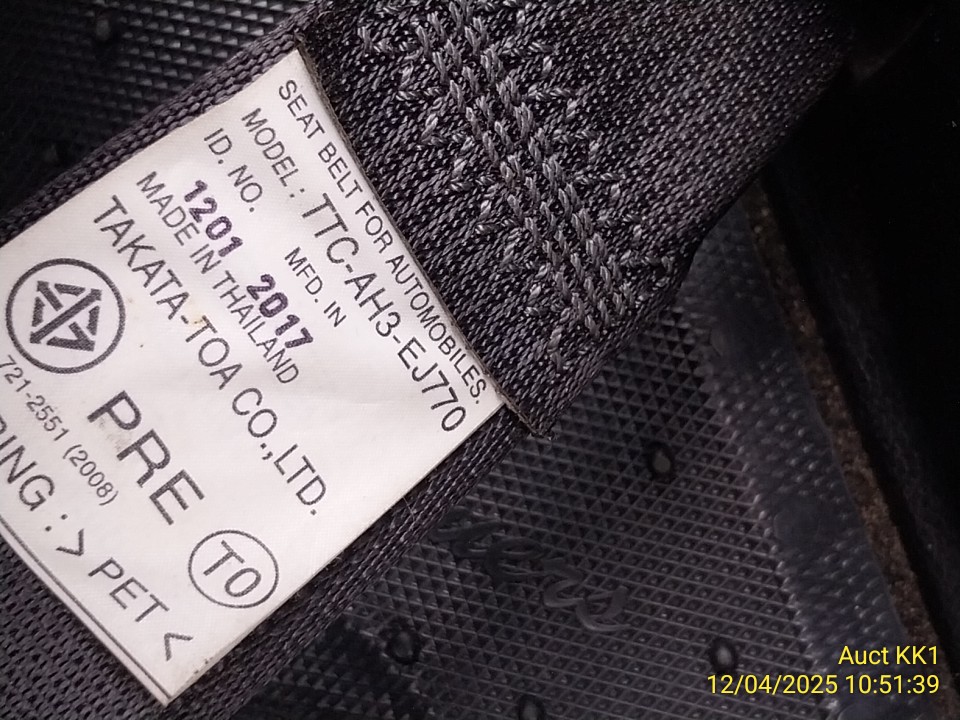 SEAT BELT FOR AUTOMOBILES.
MODEL : TTC-AH3-EJ770
ID. NO. MFD. IN
1201 2017
MADE IN THAILAND
TAKATA-TOA CO.,LTD.
721-2551 (2008)
PRE
TO
RING : > PET <
Auct KK1
12/04/2025 10:51:39